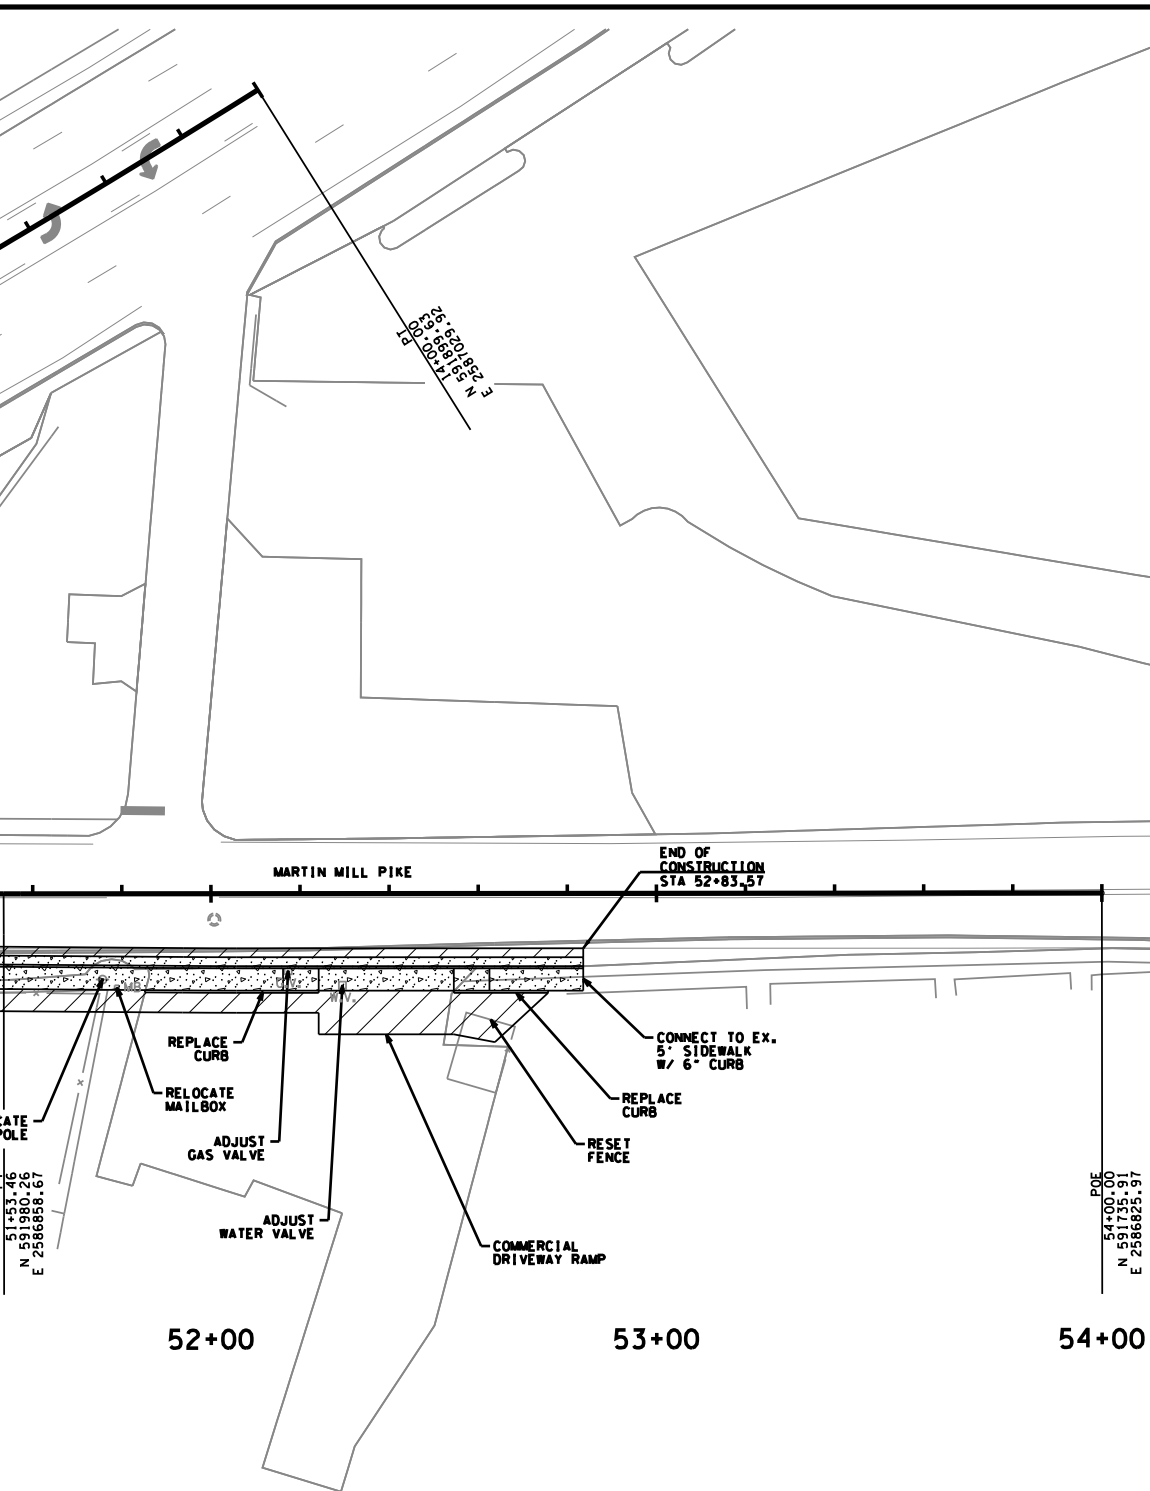 PT
14+00.00
N 591899.63
E 2587029.92
MARTIN MILL PIKE
END OF
CONSTRUCTION
STA 52+83.57
MB
W.V.
REPLACE
CURB
RELOCATE
MAILBOX
CATE
POLE
ADJUST
GAS VALVE
ADJUST
WATER VALVE
COMMERCIAL
DRIVEWAY RAMP
RESET
FENCE
REPLACE
CURB
CONNECT TO EX.
5' SIDEWALK
W/ 6" CURB
51+53.46
N 591980.26
E 2586858.67
POE
54+00.00
N 591735.91
E 2586825.97
52+00
53+00
54+00